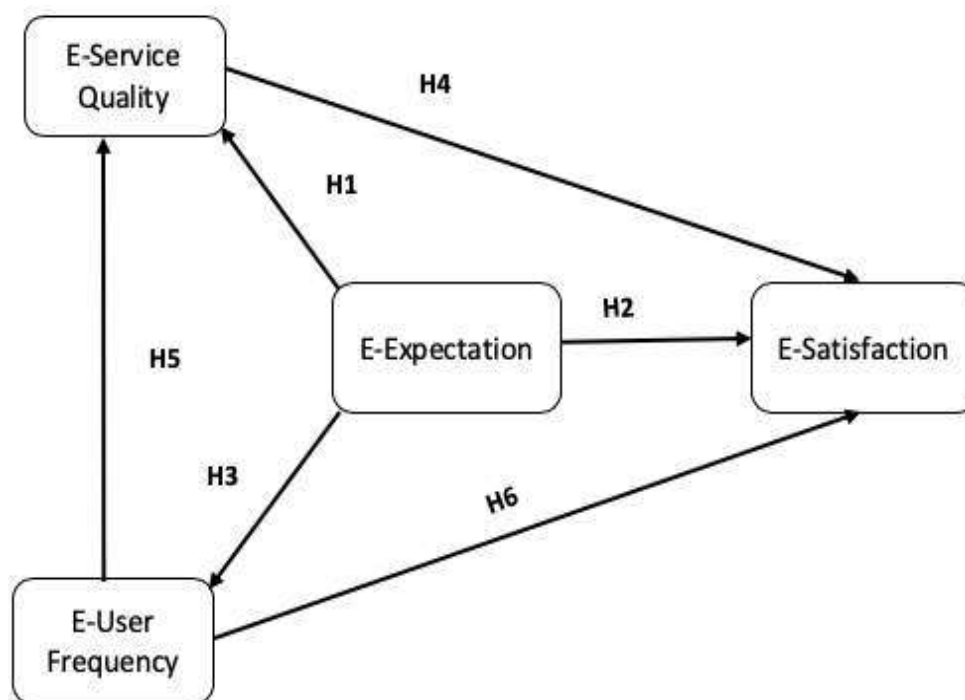 E-Service
Quality
H4
H1
H2
E-Expectation
E-Satisfaction
H5
H3
H6
E-User
Frequency